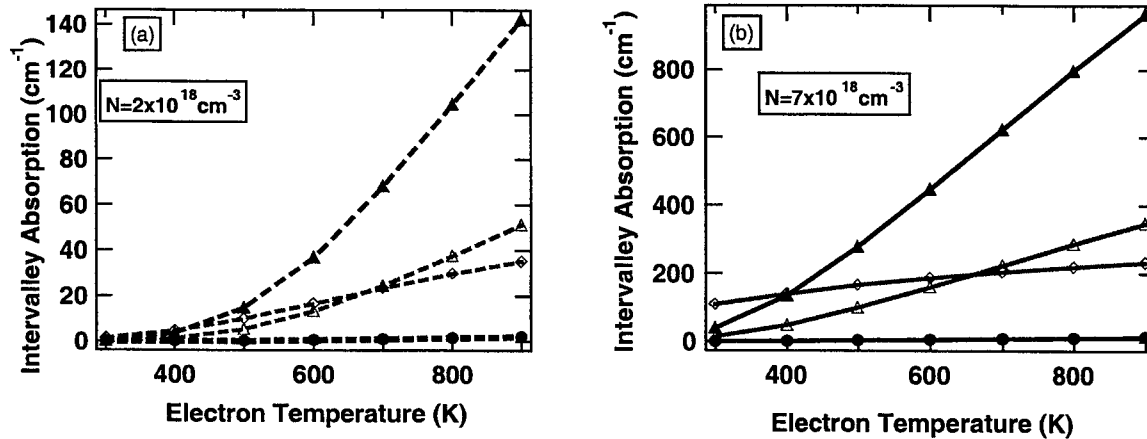 (a)
N=2x10¹⁸cm⁻³
Intervalley Absorption (cm⁻¹)
140
120
100
80
60
40
20
0
400
600
800
Electron Temperature (K)
(b)
N=7x10¹⁸cm⁻³
Intervalley Absorption (cm⁻¹)
800
600
400
200
0
400
600
800
Electron Temperature (K)